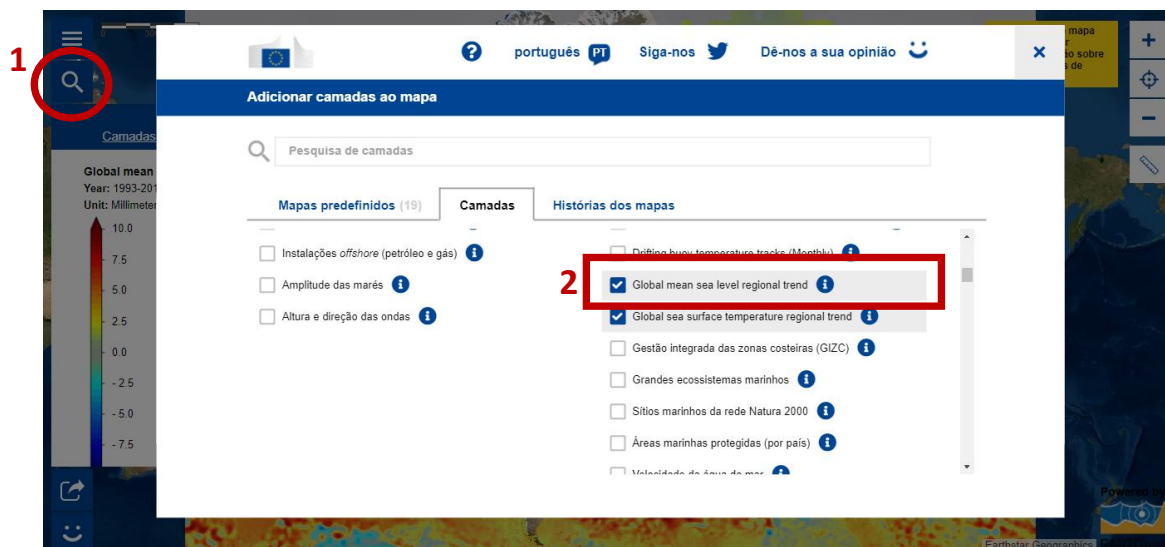 1
português PT
Siga-nos
Dê-nos a sua opinião
mapa
sobre
de
Adicionar camadas ao mapa
Camadas
Pesquisa de camadas
Global mean
Year: 1993-201
Unit: Millimeter
Mapas predefinidos (19)
Camadas
Histórias dos mapas
10.0
7.5
5.0
2.5
0.0
-2.5
-5.0
-7.5
Instalações offshore (petróleo e gás)
Amplitude das marés
Altura e direção das ondas
Drifting buoy temperature tracks (Monthly)
2
Global mean sea level regional trend
Global sea surface temperature regional trend
Gestão integrada das zonas costeiras (GIZC)
Grandes ecossistemas marinhos
Sítios marinhos da rede Natura 2000
Áreas marinhas protegidas (por país)
Velocidade da água do mar
Powered by
Earthstar Geographics